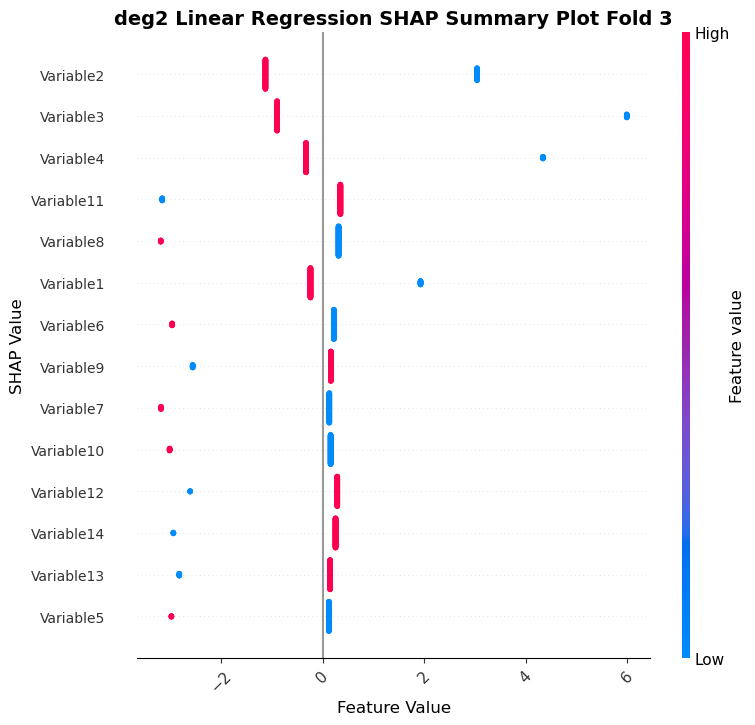 deg2 Linear Regression SHAP Summary Plot Fold 3
High
Variable2
Variable3
Variable4
Variable11
Variable8
Variable1
Variable6
Variable9
Variable7
Variable10
Variable12
Variable14
Variable13
Variable5
SHAP Value
Feature value
Low
−2
0
2
4
6
Feature Value